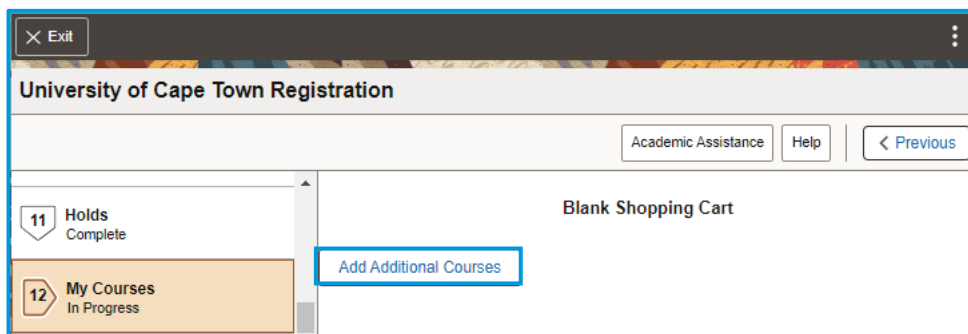 Exit
University of Cape Town Registration
Academic Assistance
Help
Previous
11
Holds
Complete
Blank Shopping Cart
Add Additional Courses
12
My Courses
In Progress